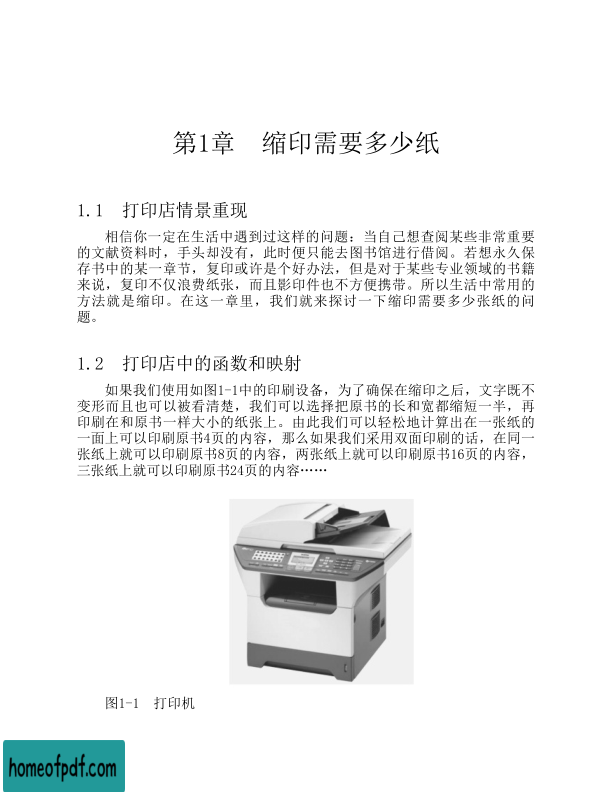 第1章　缩印需要多少纸
1.1　打印店情景重现
相信你一定在生活中遇到过这样的问题：当自己想查阅某些非常重要
的文献资料时，手头却没有，此时便只能去图书馆进行借阅。若想永久保
存书中的某一章节，复印或许是个好办法，但是对于某些专业领域的书籍
来说，复印不仅浪费纸张，而且影印件也不方便携带。所以生活中常用的
方法就是缩印。在这一章里，我们就来探讨一下缩印需要多少张纸的问
题。
1.2　打印店中的函数和映射
如果我们使用如图1-1中的印刷设备，为了确保在缩印之后，文字既不
变形而且也可以被看清楚，我们可以选择把原书的长和宽都缩短一半，再
印刷在和原书一样大小的纸张上。由此我们可以轻松地计算出在一张纸的
一面上可以印刷原书4页的内容，那么如果我们采用双面印刷的话，在同一
张纸上就可以印刷原书8页的内容，两张纸上就可以印刷原书16页的内容，
三张纸上就可以印刷原书24页的内容……
图1-1　打印机
homeofpdf.com